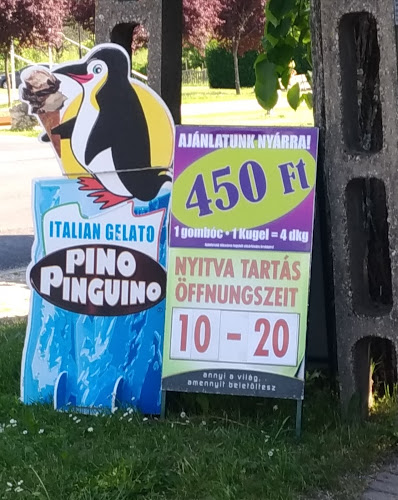 ITALIAN GELATO
PINO
PINGUINO
AJÁNLATUNK NYÁRRA!
450 Ft
1 gombóc • 1 Kugel = 4 dkg
NYITVA TARTÁS
ÖFFNUNGSZEIT
10 - 20
annyi a világ,
amennyit beletöltesz